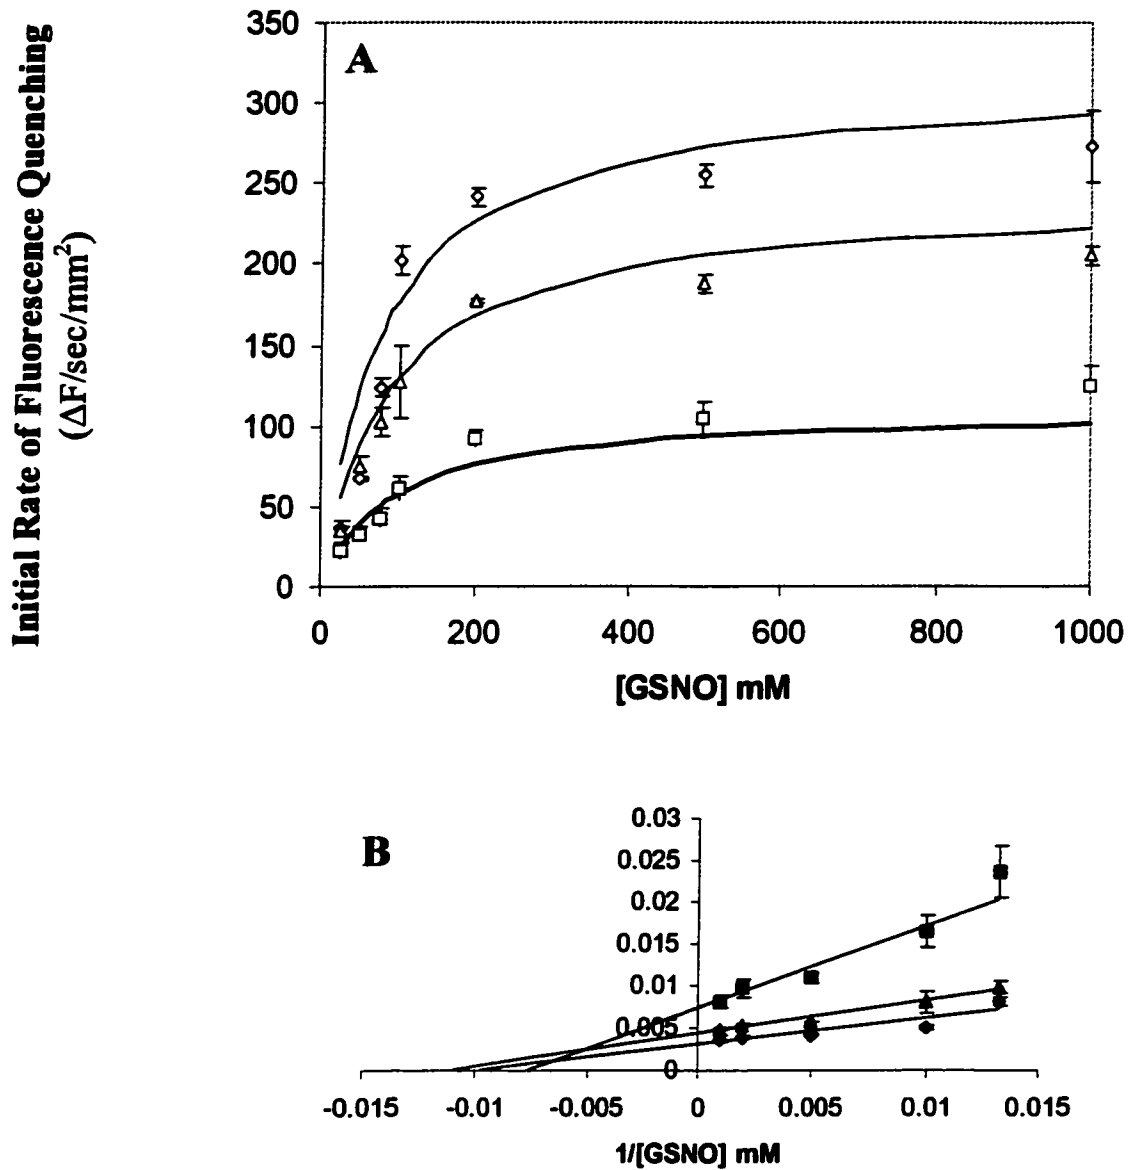 Initial Rate of Fluorescence Quenching
(ΔF/sec/mm²)
A
350
300
250
200
150
100
50
0
0 200 400 600 800 1000
[GSNO] mM
B
0.03
0.025
0.02
0.015
0.01
0.005
0
-0.015 -0.01 -0.005 0 0.005 0.01 0.015
1/[GSNO] mM